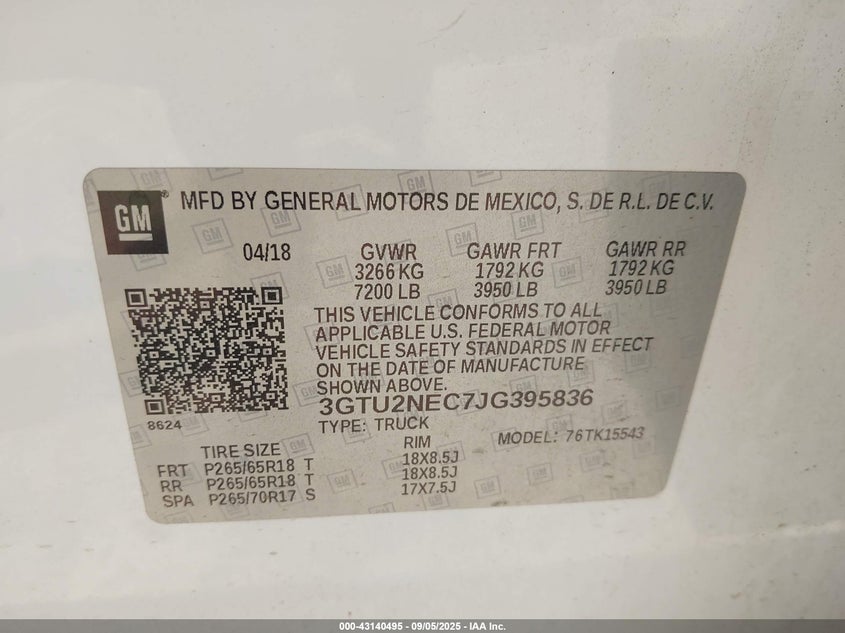 GM ® MFD BY GENERAL MOTORS DE MEXICO, S. DE R.L. DE C.V.
04/18 GVWR GAWR FRT GAWR RR
3266 KG 1792 KG 1792 KG
7200 LB 3950 LB 3950 LB
THIS VEHICLE CONFORMS TO ALL
APPLICABLE U.S. FEDERAL MOTOR
VEHICLE SAFETY STANDARDS IN EFFECT
ON THE DATE OF MANUFACTURE
SHOWN ABOVE.
3GTU2NEC7JG395836
8624
TYPE: TRUCK MODEL: 76TK15543
TIRE SIZE RIM
FRT P265/65R18 T 18X8.5J
RR P265/65R18 T 18X8.5J
SPA P265/70R17 S 17X7.5J
000-43140495 - 09/05/2025 - IAA Inc.